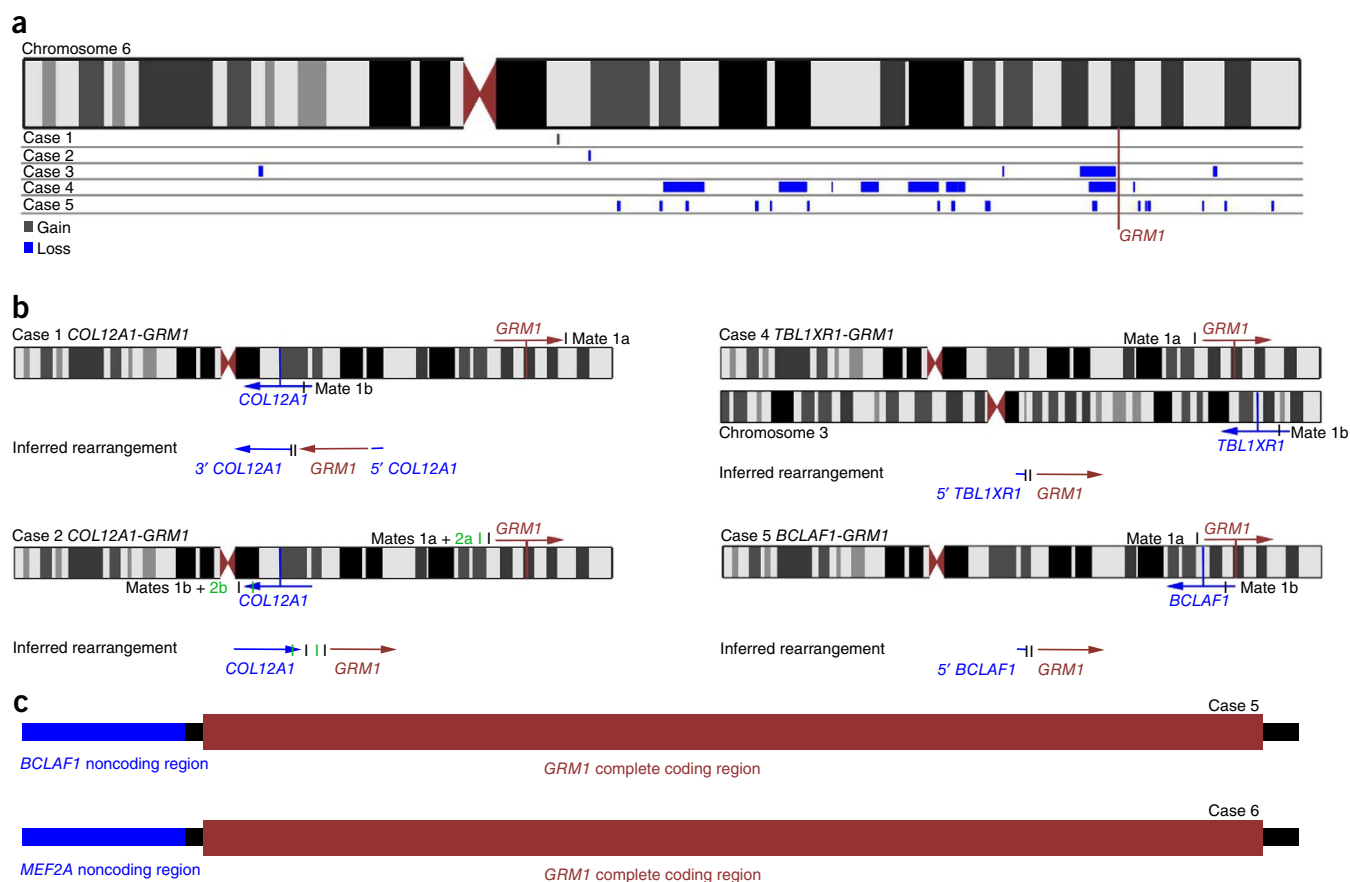 a
Chromosome 6
Case 1
Case 2
Case 3
Case 4
Case 5
Gain
Loss
GRM1
b
Case 1 COL12A1-GRM1
GRM1
Mate 1a
COL12A1
Mate 1b
Inferred rearrangement
3′ COL12A1
GRM1
5′ COL12A1
Case 2 COL12A1-GRM1
Mates 1a + 2a
GRM1
Mates 1b + 2b
COL12A1
Inferred rearrangement
COL12A1
GRM1
Case 4 TBL1XR1-GRM1
Mate 1a
GRM1
Chromosome 3
TBL1XR1
Mate 1b
Inferred rearrangement
5′ TBL1XR1
GRM1
Case 5 BCLAF1-GRM1
Mate 1a
GRM1
BCLAF1
Mate 1b
Inferred rearrangement
5′ BCLAF1
GRM1
c
Case 5
BCLAF1 noncoding region
GRM1 complete coding region
Case 6
MEF2A noncoding region
GRM1 complete coding region